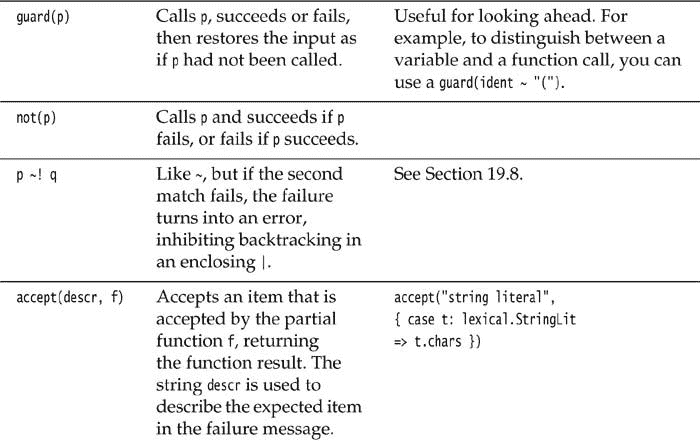 guard(p)
Calls p, succeeds or fails,
then restores the input as
if p had not been called.
Useful for looking ahead. For
example, to distinguish between a
variable and a function call, you can
use a guard(ident ~ "(").
not(p)
Calls p and succeeds if p
fails, or fails if p succeeds.
p ~! q
Like ~, but if the second
match fails, the failure
turns into an error,
inhibiting backtracking in
an enclosing |.
See Section 19.8.
accept(descr, f)
Accepts an item that is
accepted by the partial
function f, returning
the function result. The
string descr is used to
describe the expected item
in the failure message.
accept("string literal",
{ case t: lexical.StringLit
=> t.chars })